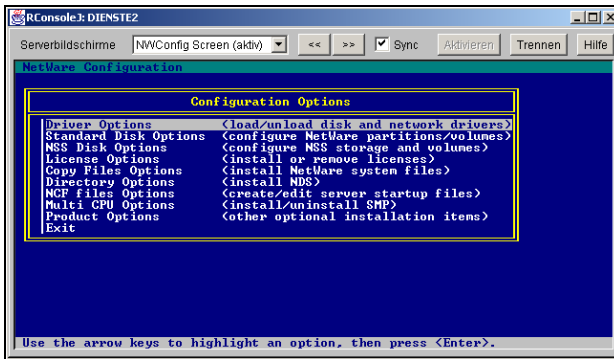 RConsoleJ: DIENSTE2
Serverbildschirme NWConfig Screen (aktiv) << >> Sync Aktivieren Trennen Hilfe
NetWare Configuration
Configuration Options
Driver Options (load/unload disk and network drivers)
Standard Disk Options (configure NetWare partitions/volumes)
NSS Disk Options (configure NSS storage and volumes)
License Options (install or remove licenses)
Copy Files Options (install NetWare system files)
Directory Options (install NDS)
NCF files Options (create/edit server startup files)
Multi CPU Options (install/uninstall SMP)
Product Options (other optional installation items)
Exit
Use the arrow keys to highlight an option, then press <Enter>.